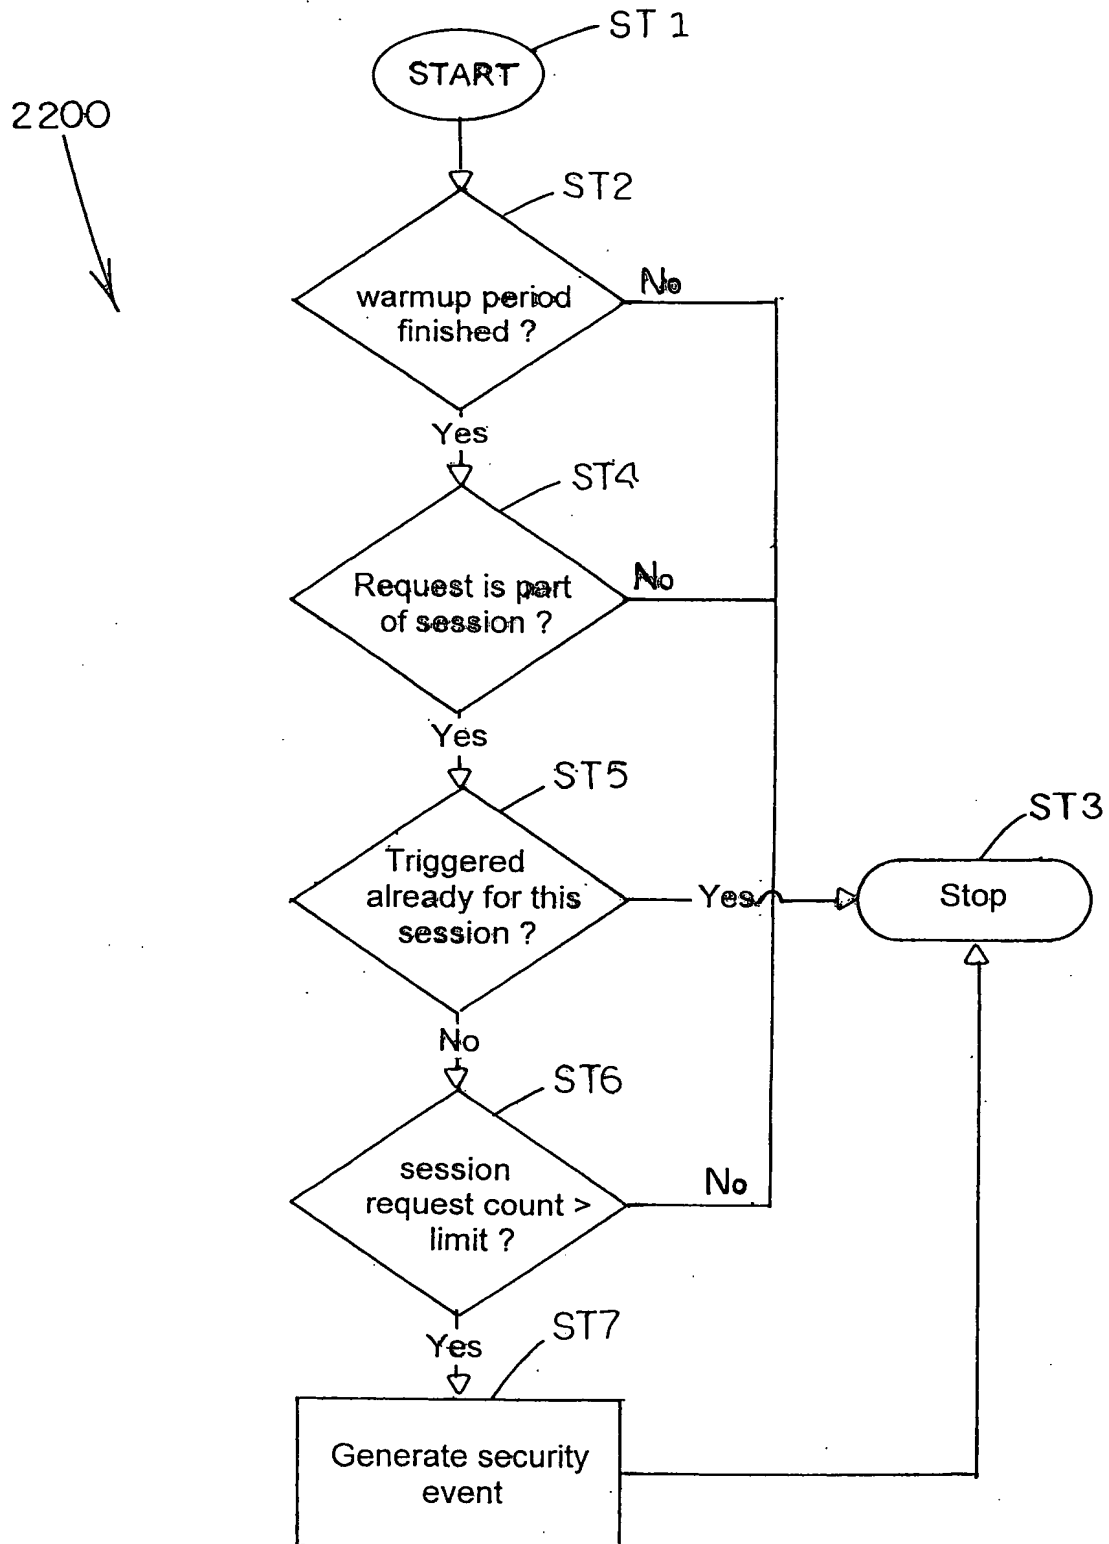 ST 1
START
2200
ST2
No
warmup period
finished ?
Yes
ST4
No
Request is part
of session ?
Yes
ST5
ST3
Triggered
already for this
session ?
Yes
Stop
No
ST6
session
request count >
limit ?
No
Yes
ST7
Generate security
event